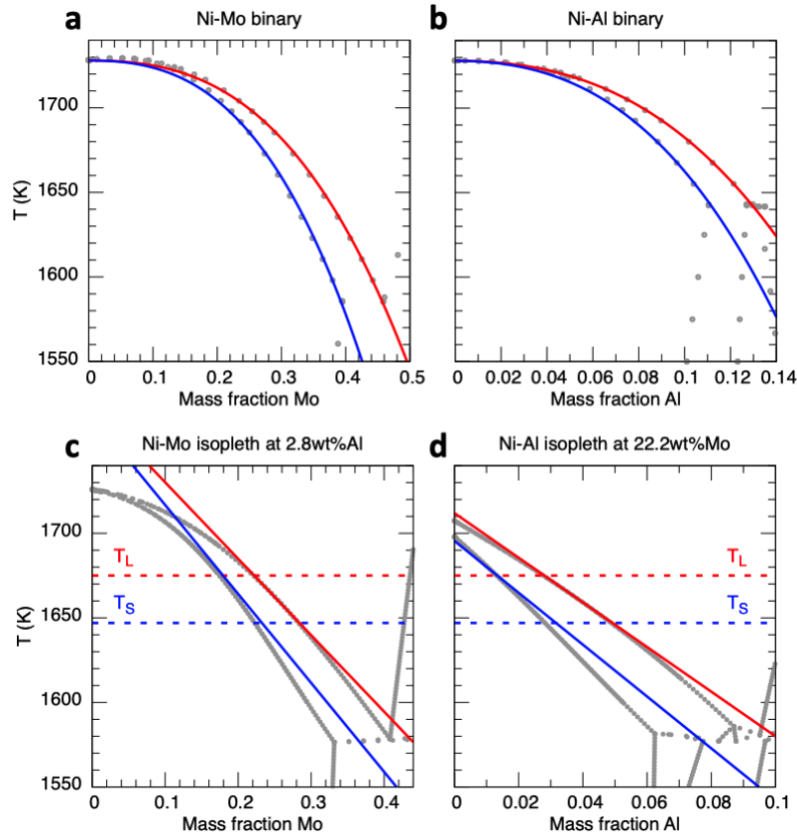 a Ni-Mo binary
b Ni-Al binary
T (K)
1700
1650
1600
1550
0 0.1 0.2 0.3 0.4 0.5
Mass fraction Mo
0 0.02 0.04 0.06 0.08 0.1 0.12 0.14
Mass fraction Al
c Ni-Mo isopleth at 2.8wt%Al
d Ni-Al isopleth at 22.2wt%Mo
T (K)
1700
1650
1600
1550
T_L
T_S
T_L
T_S
0 0.1 0.2 0.3 0.4
Mass fraction Mo
0 0.02 0.04 0.06 0.08 0.1
Mass fraction Al